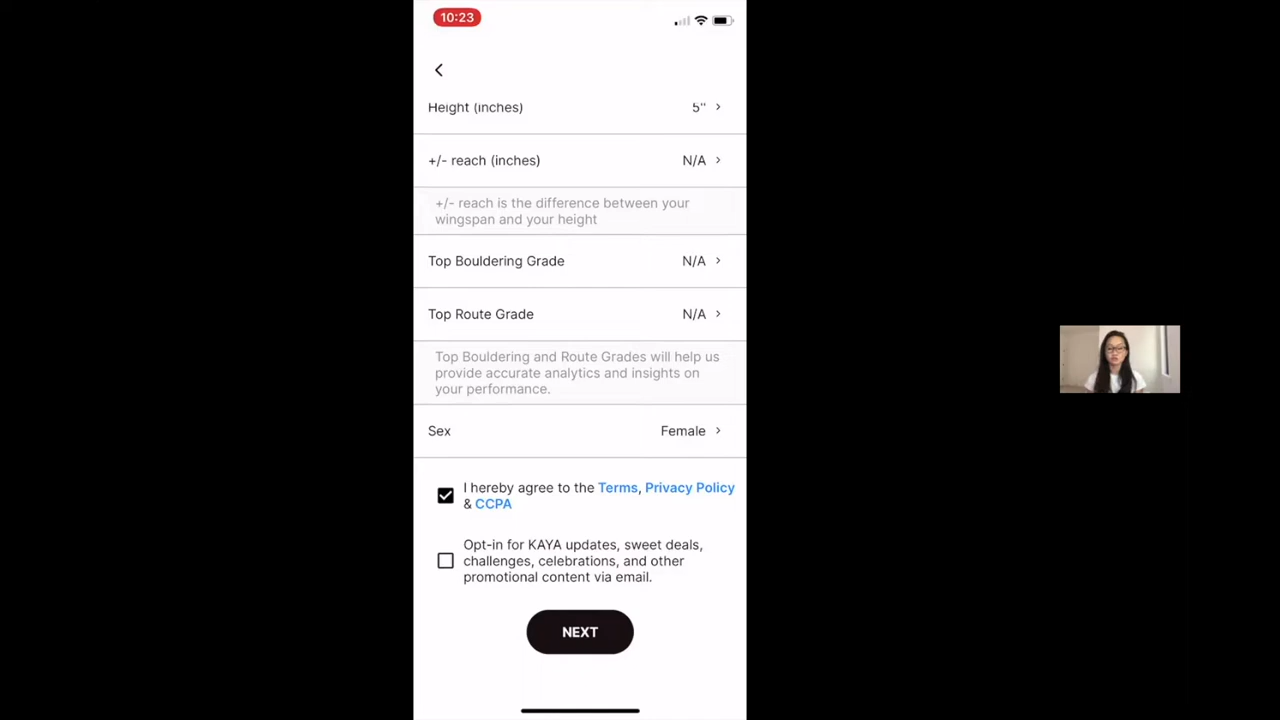 10:23
Height (inches) 5" >
+/- reach (inches) N/A >
+/- reach is the difference between your
wingspan and your height
Top Bouldering Grade N/A >
Top Route Grade N/A >
Top Bouldering and Route Grades will help us
provide accurate analytics and insights on
your performance.
Sex Female >
I hereby agree to the Terms, Privacy Policy
& CCPA
Opt-in for KAYA updates, sweet deals,
challenges, celebrations, and other
promotional content via email.
NEXT